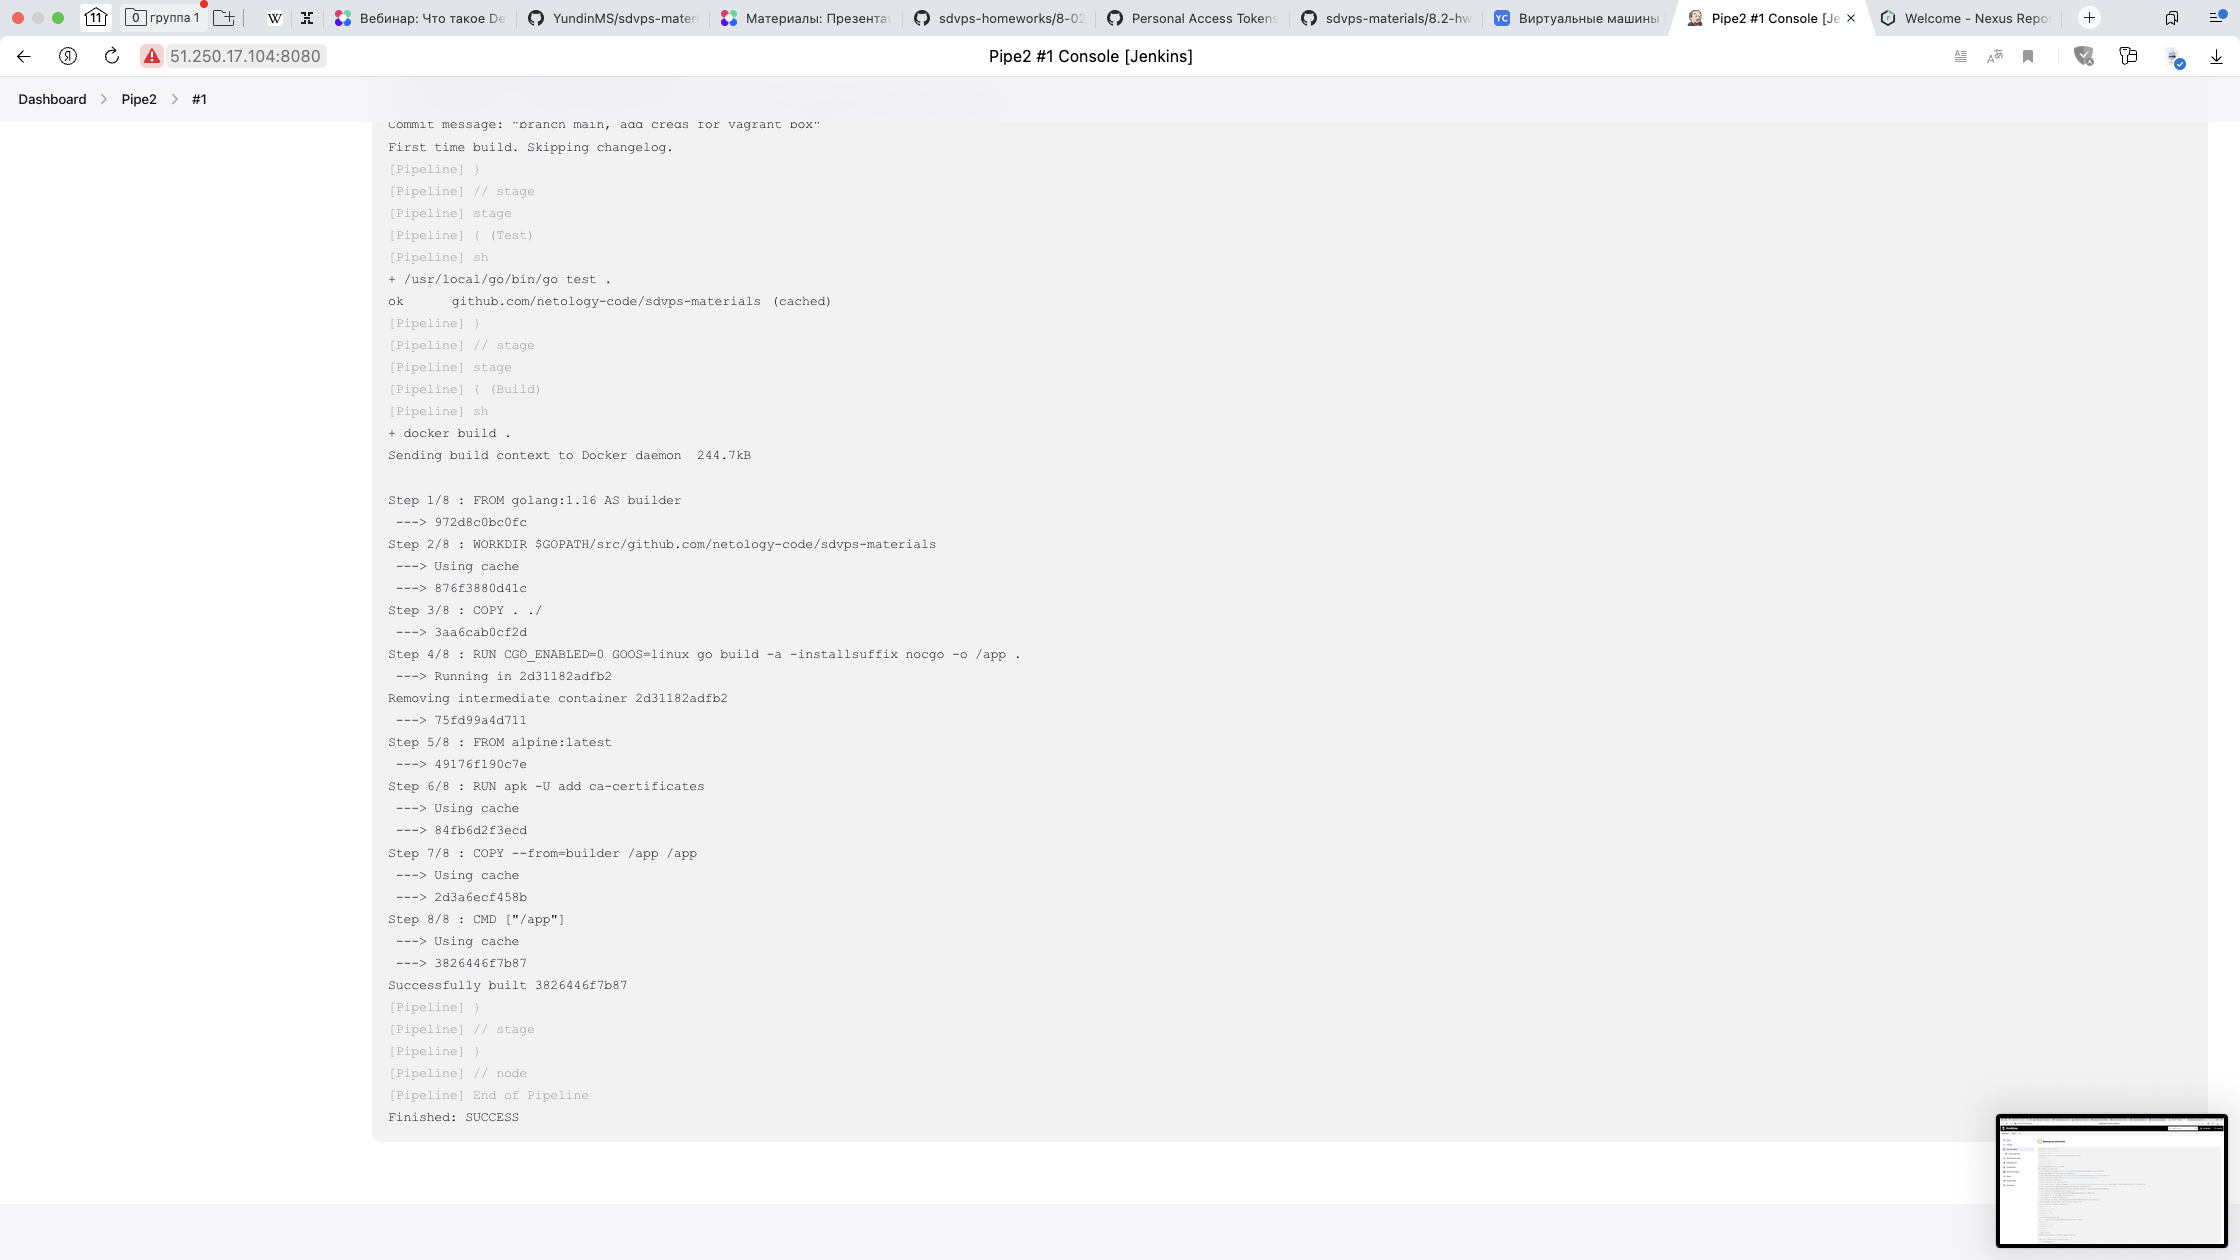 11
0 группа 1
Вебинар: Что такое De
YundinMS/sdvps-materi
Материалы: Презента
sdvps-homeworks/8-02
Personal Access Tokens
sdvps-materials/8.2-hw
YC Виртуальные машины
Pipe2 #1 Console [Je
Welcome - Nexus Repo
51.250.17.104:8080
Pipe2 #1 Console [Jenkins]
Dashboard > Pipe2 > #1
Commit message: "branch main, add creds for vagrant box"
First time build. Skipping changelog.
[Pipeline] }
[Pipeline] // stage
[Pipeline] stage
[Pipeline] { (Test)
[Pipeline] sh
+ /usr/local/go/bin/go test .
ok github.com/netology-code/sdvps-materials (cached)
[Pipeline] }
[Pipeline] // stage
[Pipeline] stage
[Pipeline] { (Build)
[Pipeline] sh
+ docker build .
Sending build context to Docker daemon 244.7kB
Step 1/8 : FROM golang:1.16 AS builder
---> 972d8c0bc0fc
Step 2/8 : WORKDIR $GOPATH/src/github.com/netology-code/sdvps-materials
---> Using cache
---> 876f3880d41c
Step 3/8 : COPY . ./
---> 3aa6cab0cf2d
Step 4/8 : RUN CGO_ENABLED=0 GOOS=linux go build -a -installsuffix nocgo -o /app .
---> Running in 2d31182adfb2
Removing intermediate container 2d31182adfb2
---> 75fd99a4d711
Step 5/8 : FROM alpine:latest
---> 49176f190c7e
Step 6/8 : RUN apk -U add ca-certificates
---> Using cache
---> 84fb6d2f3ecd
Step 7/8 : COPY --from=builder /app /app
---> Using cache
---> 2d3a6ecf458b
Step 8/8 : CMD ["/app"]
---> Using cache
---> 3826446f7b87
Successfully built 3826446f7b87
[Pipeline] }
[Pipeline] // stage
[Pipeline] }
[Pipeline] // node
[Pipeline] End of Pipeline
Finished: SUCCESS